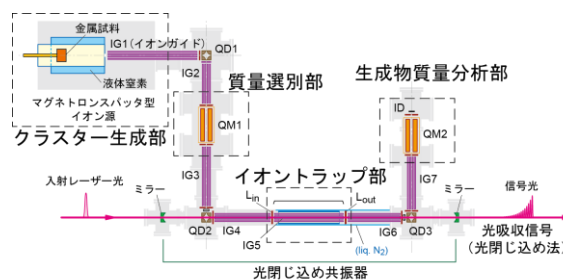 金属試料
IG1(イオンガイド)
QD1
IG2
液体窒素
マグネトロンスパッタ型
イオン源
クラスター生成部
質量選別部
QM1
IG3
生成物質量分析部
ID
QM2
IG7
イオントラップ部
Lin
Lout
入射レーザー光
ミラー
QD2
IG4
IG5
(liq. N2)
IG6
QD3
ミラー
信号光
光吸収信号
(光閉じ込め法)
光閉じ込め共振器